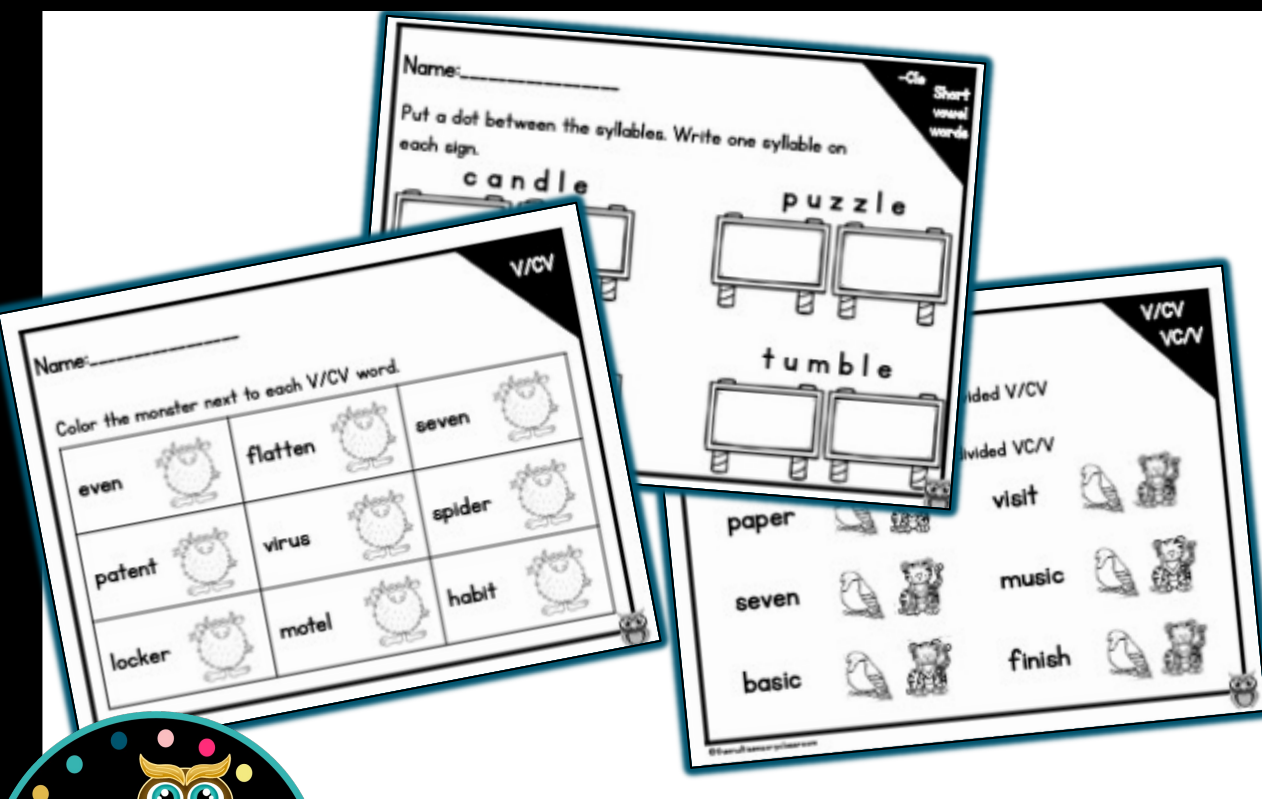 Name:_______________
-Cle
Short
vowel
words
Put a dot between the syllables. Write one syllable on
each sign.
candle
puzzle
tumble
V/CV
Name:_______________
Color the monster next to each V/CV word.
even
flatten
seven
patent
virus
spider
locker
motel
habit
V/CV
VC/V
ided V/CV
ivided VC/V
paper
visit
seven
music
basic
finish